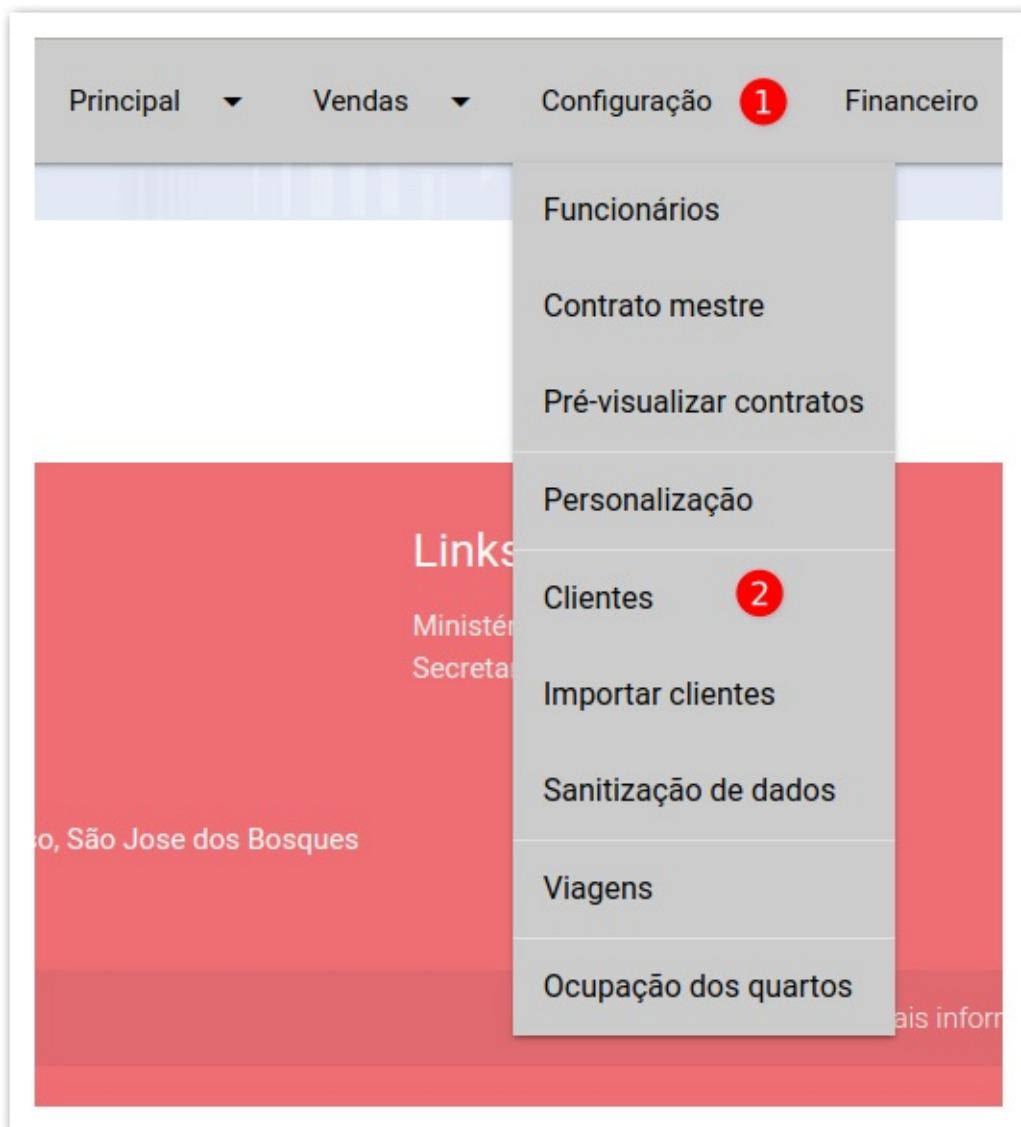 Principal Vendas Configuração 1 Financeiro
Funcionários
Contrato mestre
Pré-visualizar contratos
Personalização
Links
Clientes 2
Importar clientes
Sanitização de dados
São Jose dos Bosques
Viagens
Ocupação dos quartos